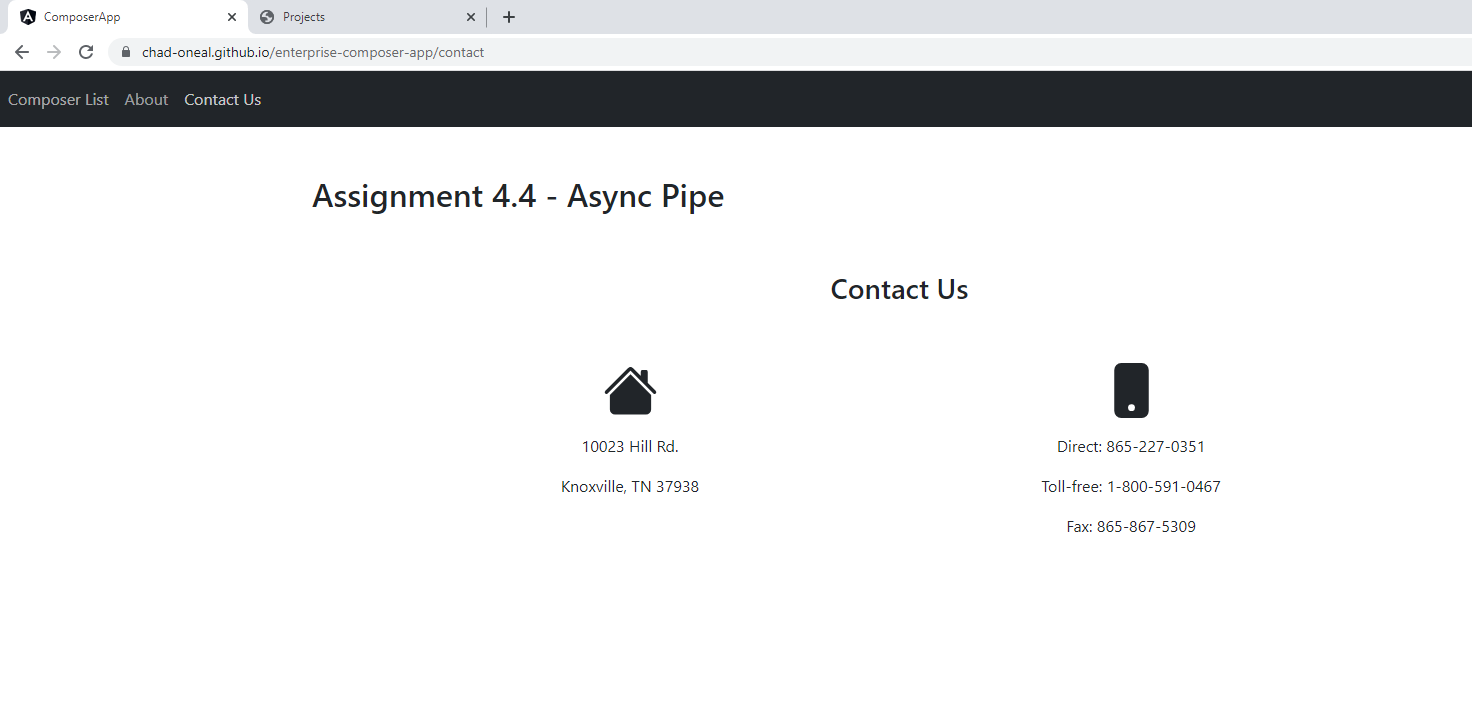 ComposerApp
Projects
chad-oneal.github.io/enterprise-composer-app/contact
Composer List About Contact Us
Assignment 4.4 - Async Pipe
Contact Us
10023 Hill Rd.
Knoxville, TN 37938
Direct: 865-227-0351
Toll-free: 1-800-591-0467
Fax: 865-867-5309